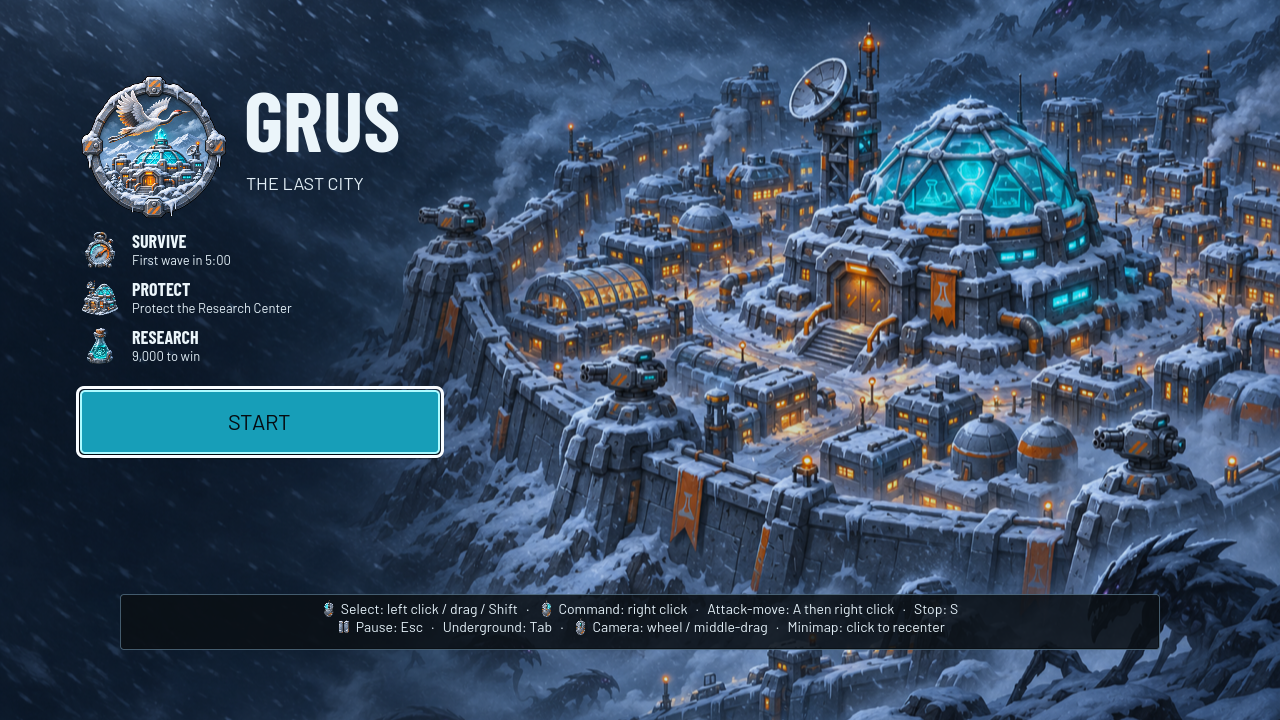 GRUS
THE LAST CITY
SURVIVE
First wave in 5:00
PROTECT
Protect the Research Center
RESEARCH
9,000 to win
START
Select: left click / drag / Shift · Command: right click · Attack-move: A then right click · Stop: S
Pause: Esc · Underground: Tab · Camera: wheel / middle-drag · Minimap: click to recenter